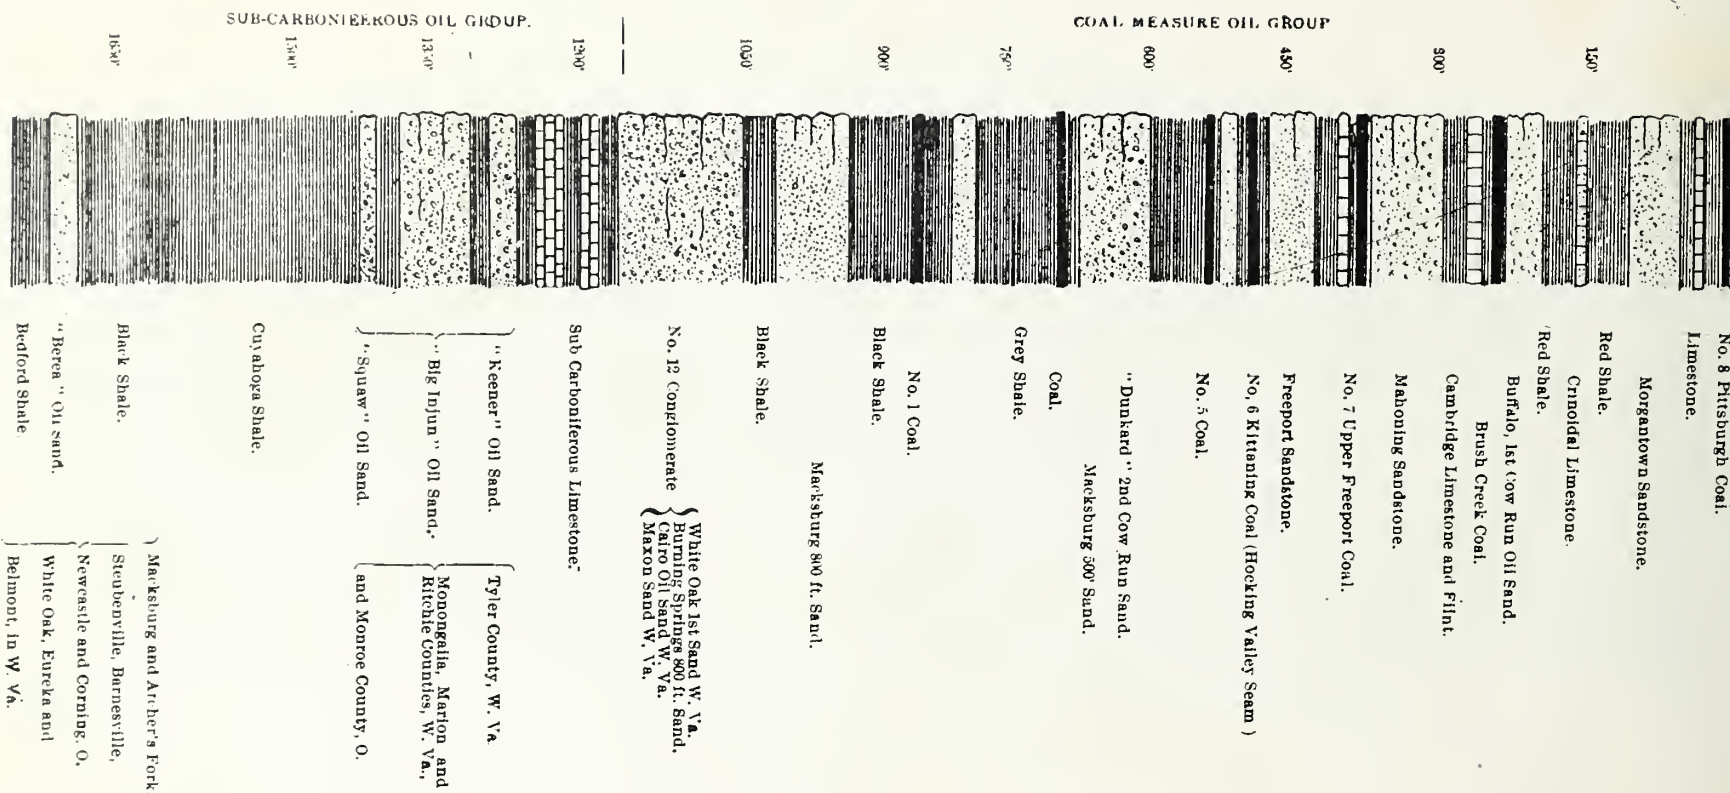 SUB-CARBONIFEROUS OIL GROUP.
COAL MEASURE OIL GROUP
1650'
1500'
1350'
1200'
1050'
900'
750'
600'
450'
300'
150'
No. 8 Pittsburgh Coal.
Limestone.
Morgantown Sandstone.
Red Shale.
Crinoidal Limestone.
Red Shale.
Buffalo, 1st Cow Run Oil Sand.
Brush Creek Coal.
Cambridge Limestone and Flint.
Mahoning Sandstone.
No. 7 Upper Freeport Coal.
Freeport Sandstone.
No, 6 Kittaning Coal (Hocking Valley Seam)
No. 5 Coal.
"Dunkard" 2nd Cow Run Sand.
Macksburg 500' Sand.
Coal.
Grey Shale.
No. 1 Coal.
Black Shale.
Macksburg 800 ft. Sand.
Black Shale.
No. 12 Conglomerate
White Oak 1st Sand W. Va.
Burning Springs 800 ft. Sand.
Cairo Oil Sand W. Va.
Maxon Sand W. Va.
Sub Carboniferous Limestone.
"Keener" Oil Sand.
"Big Injun" Oil Sand.
"Squaw" Oil Sand.
Tyler County, W. Va
Monongalia, Marion and
Ritchie Counties, W. Va.,
and Monroe County, O.
Cuyahoga Shale.
Black Shale.
"Berea" Oil sand.
Bedford Shale
Macksburg and Archer's Fork
Steubenville, Barnesville,
Newcastle and Corning, O.
White Oak, Eureka and
Belmont, in W. Va.